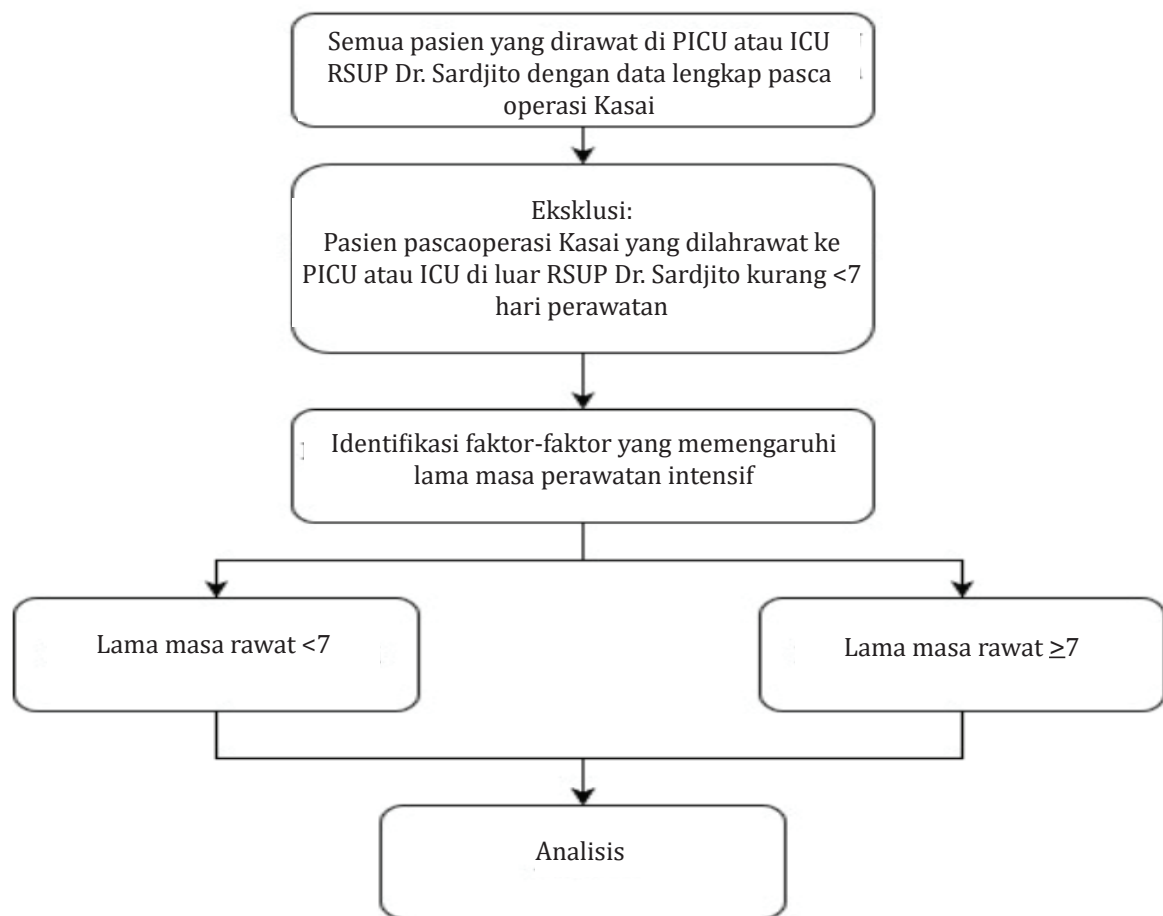 Semua pasien yang dirawat di PICU atau ICU
RSUP Dr. Sardjito dengan data lengkap pasca
operasi Kasai
Eksklusi:
Pasien pascaoperasi Kasai yang dilahrawat ke
PICU atau ICU di luar RSUP Dr. Sardjito kurang <7
hari perawatan
Identifikasi faktor-faktor yang memengaruhi
lama masa perawatan intensif
Lama masa rawat <7
Lama masa rawat ≥7
Analisis